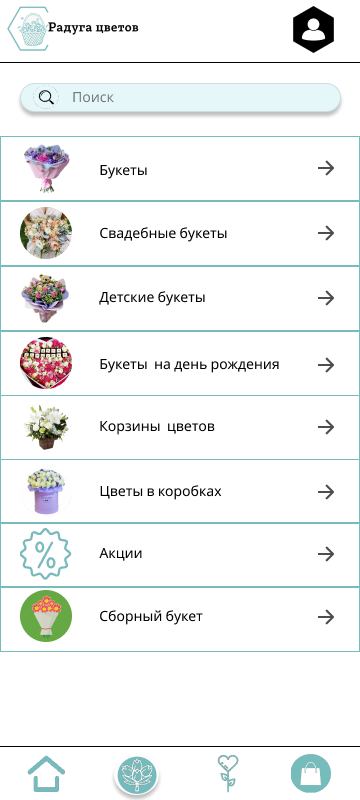 Радуга цветов
Поиск
Букеты
Свадебные букеты
Детские букеты
Букеты на день рождения
Корзины цветов
Цветы в коробках
%
Акции
Сборный букет